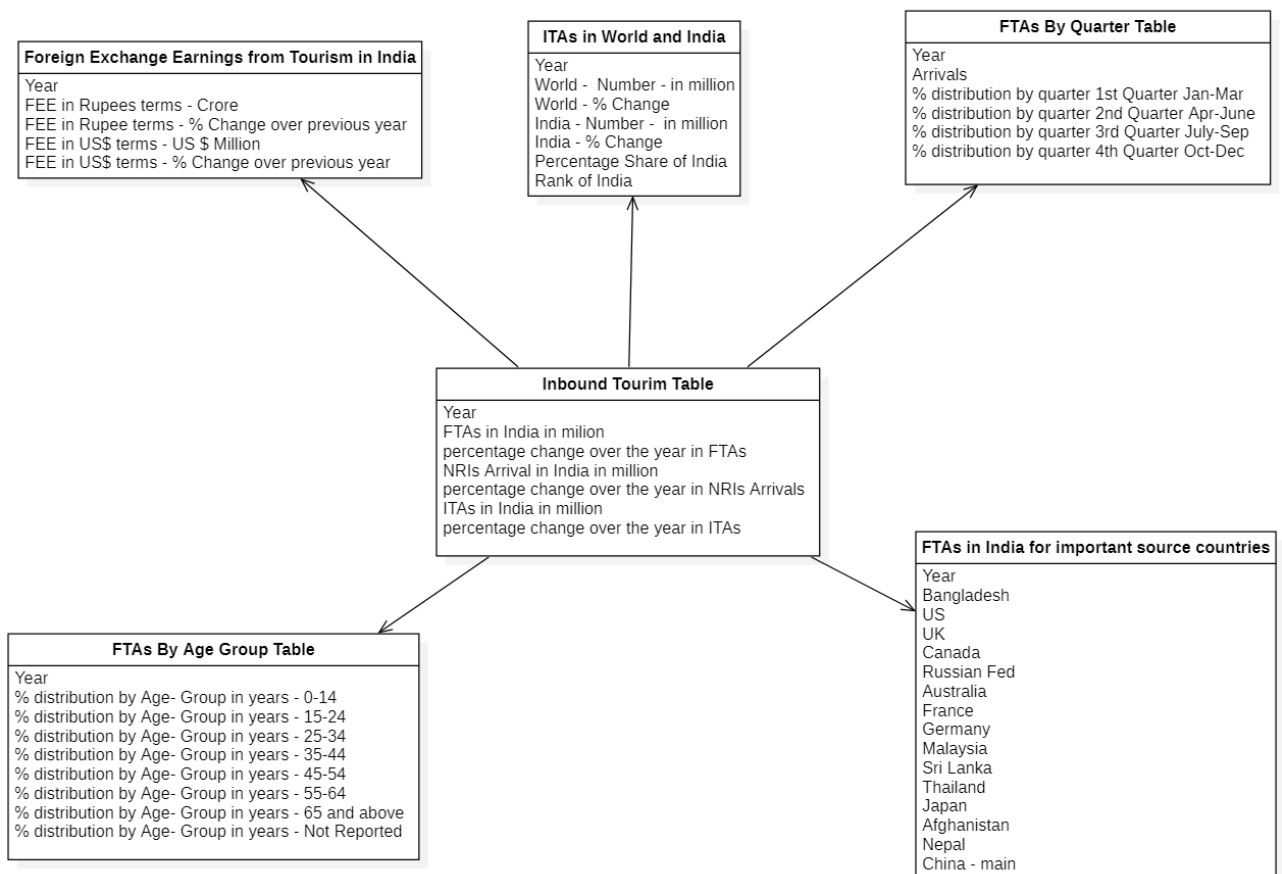 Foreign Exchange Earnings from Tourism in India
Year
FEE in Rupees terms - Crore
FEE in Rupee terms - % Change over previous year
FEE in US$ terms - US $ Million
FEE in US$ terms - % Change over previous year
ITAs in World and India
Year
World - Number - in million
World - % Change
India - Number - in million
India - % Change
Percentage Share of India
Rank of India
FTAs By Quarter Table
Year
Arrivals
% distribution by quarter 1st Quarter Jan-Mar
% distribution by quarter 2nd Quarter Apr-June
% distribution by quarter 3rd Quarter July-Sep
% distribution by quarter 4th Quarter Oct-Dec
Inbound Tourim Table
Year
FTAs in India in milion
percentage change over the year in FTAs
NRIs Arrival in India in million
percentage change over the year in NRIs Arrivals
ITAs in India in million
percentage change over the year in ITAs
FTAs By Age Group Table
Year
% distribution by Age- Group in years - 0-14
% distribution by Age- Group in years - 15-24
% distribution by Age- Group in years - 25-34
% distribution by Age- Group in years - 35-44
% distribution by Age- Group in years - 45-54
% distribution by Age- Group in years - 55-64
% distribution by Age- Group in years - 65 and above
% distribution by Age- Group in years - Not Reported
FTAs in India for important source countries
Year
Bangladesh
US
UK
Canada
Russian Fed
Australia
France
Germany
Malaysia
Sri Lanka
Thailand
Japan
Afghanistan
Nepal
China - main